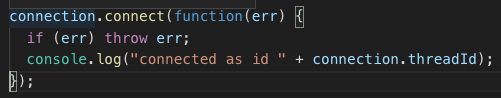 connection.connect(function(err) {
  if (err) throw err;
  console.log("connected as id " + connection.threadId);
});